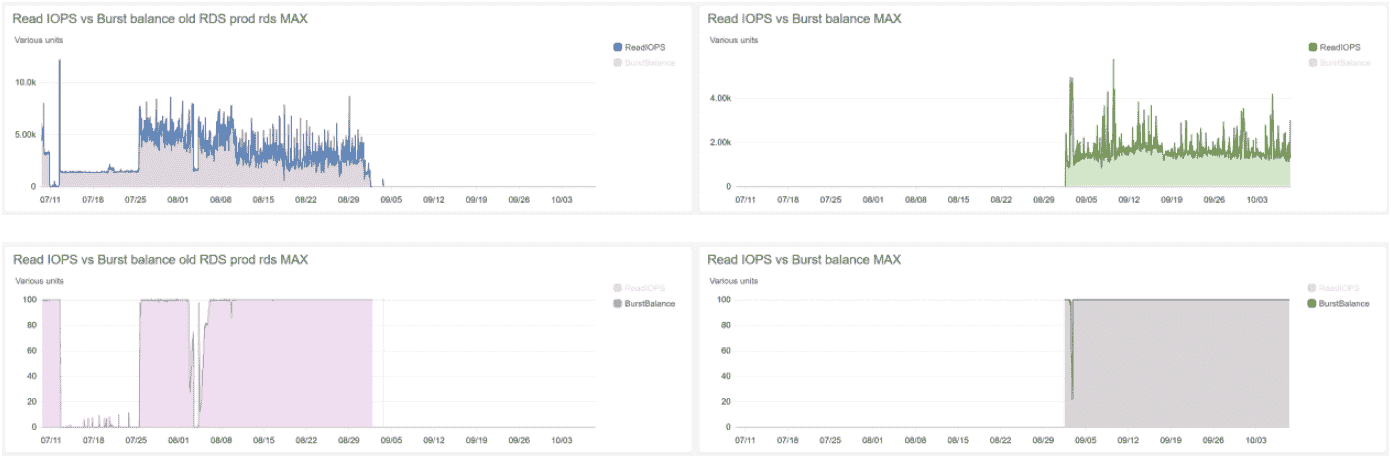 Read IOPS vs Burst balance old RDS prod rds MAX
Various units
ReadIOPS
BurstBalance
10.0k
5.00k
0
07/11 07/18 07/25 08/01 08/08 08/15 08/22 08/29 09/05 09/12 09/19 09/26 10/03
Read IOPS vs Burst balance MAX
Various units
ReadIOPS
BurstBalance
4.00k
2.00k
0
07/11 07/18 07/25 08/01 08/08 08/15 08/22 08/29 09/05 09/12 09/19 09/26 10/03
Read IOPS vs Burst balance old RDS prod rds MAX
Various units
ReadIOPS
BurstBalance
100
80
60
40
20
0
07/11 07/18 07/25 08/01 08/08 08/15 08/22 08/29 09/05 09/12 09/19 09/26 10/03
Read IOPS vs Burst balance MAX
Various units
ReadIOPS
BurstBalance
100
80
60
40
20
0
07/11 07/18 07/25 08/01 08/08 08/15 08/22 08/29 09/05 09/12 09/19 09/26 10/03